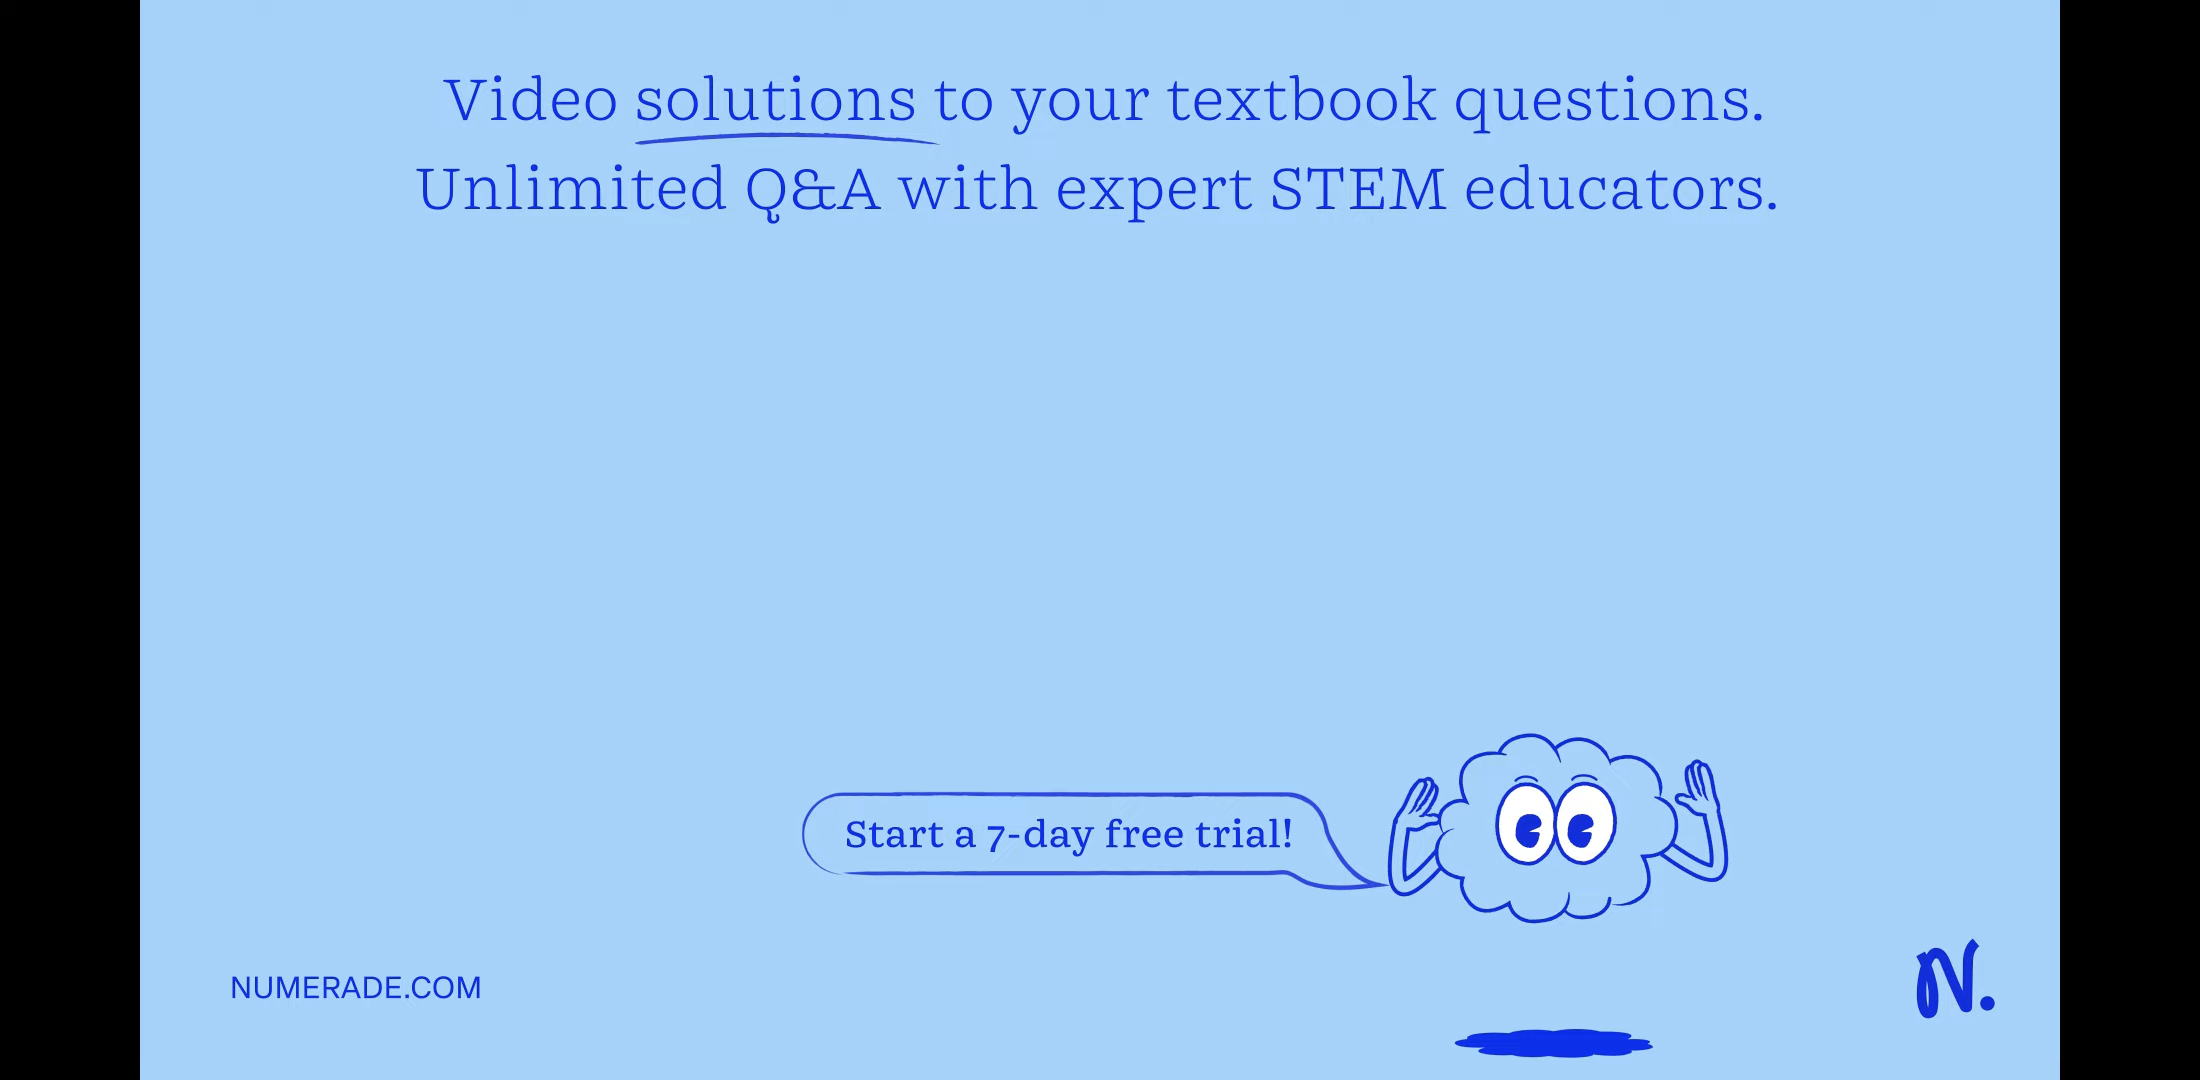 Video solutions to your textbook questions.
Unlimited Q&A with expert STEM educators.
Start a 7-day free trial!
NUMERADE.COM
N.